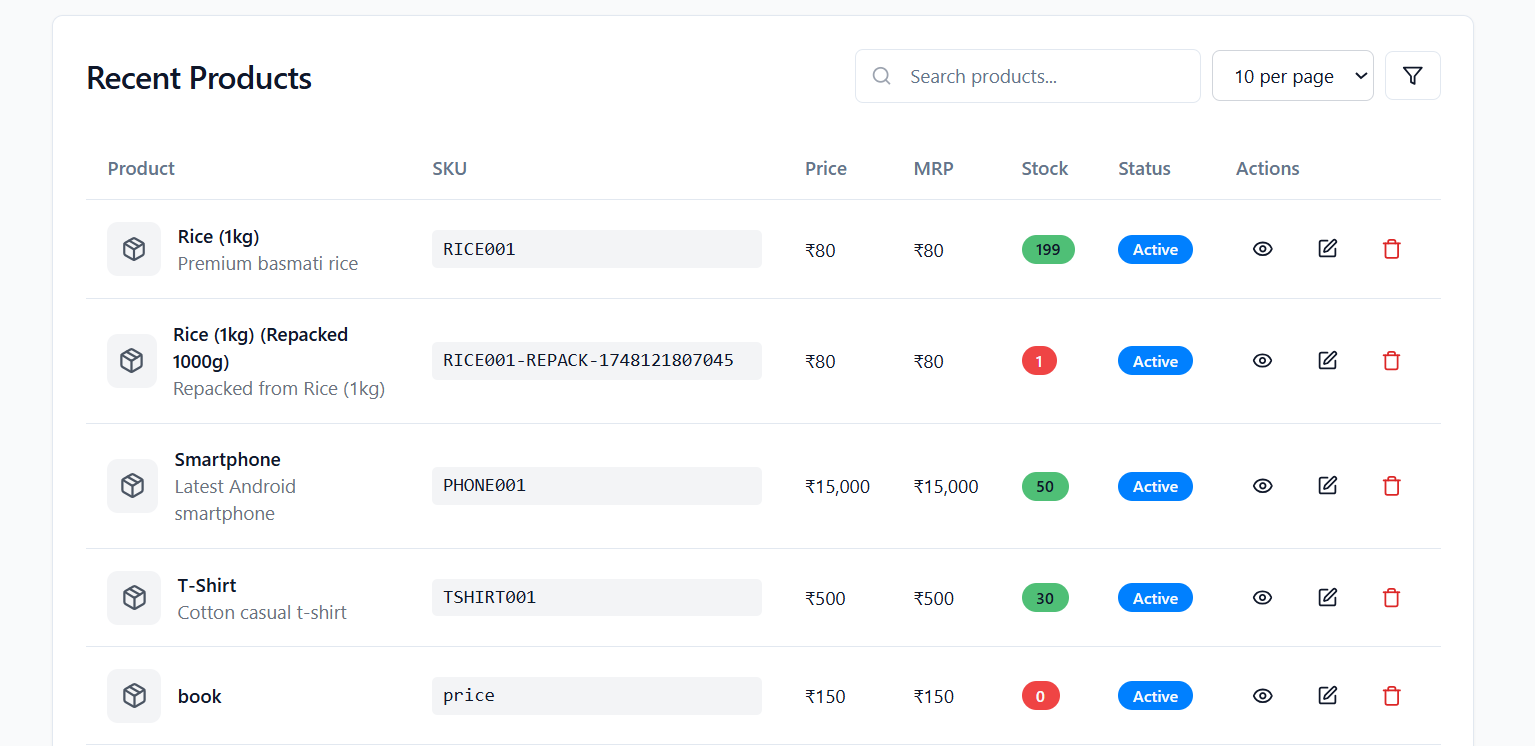 Recent Products
Search products...
10 per page
Product SKU Price MRP Stock Status Actions
Rice (1kg)
Premium basmati rice
RICE001 ₹80 ₹80 199 Active
Rice (1kg) (Repacked
1000g)
Repacked from Rice (1kg)
RICE001-REPACK-1748121807045 ₹80 ₹80 1 Active
Smartphone
Latest Android
smartphone
PHONE001 ₹15,000 ₹15,000 50 Active
T-Shirt
Cotton casual t-shirt
TSHIRT001 ₹500 ₹500 30 Active
book price ₹150 ₹150 0 Active